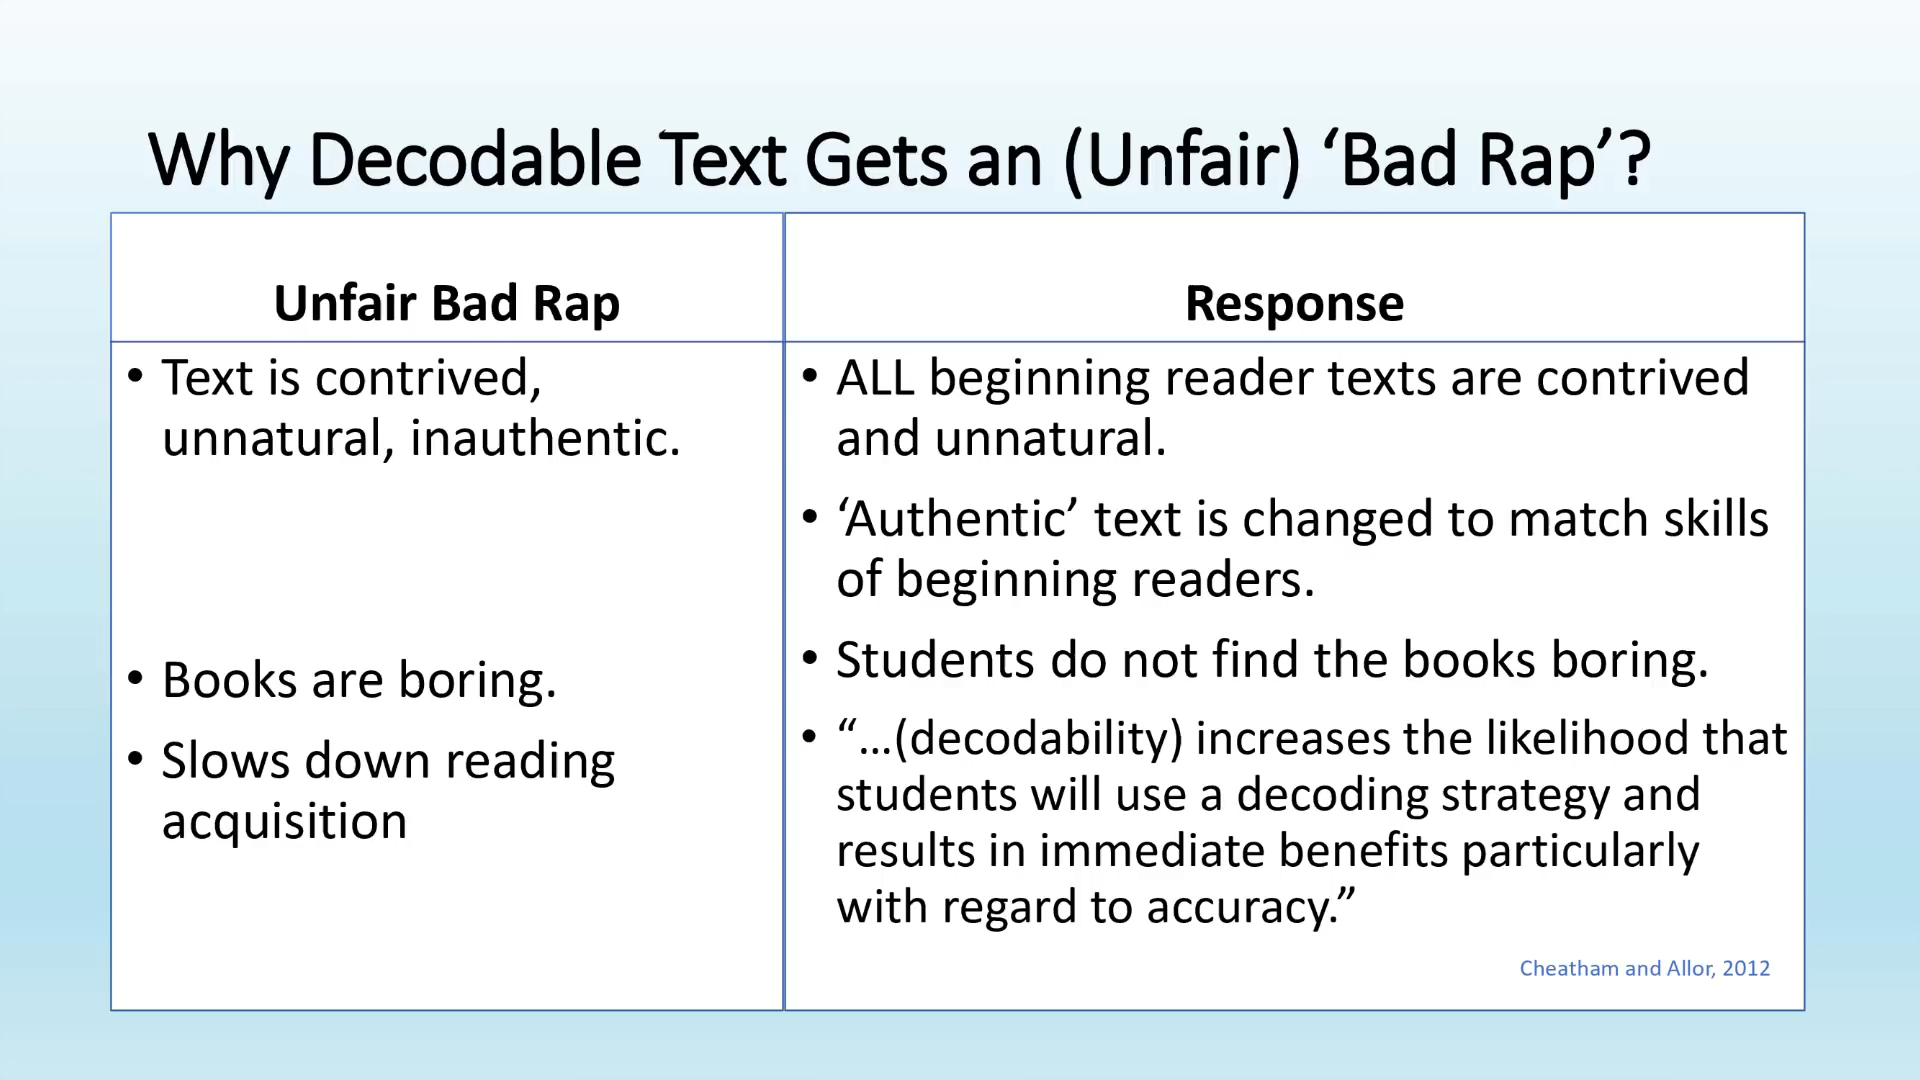 Why Decodable Text Gets an (Unfair) ‘Bad Rap’?
Unfair Bad Rap
• Text is contrived,
unnatural, inauthentic.
• Books are boring.
• Slows down reading
acquisition
Response
• ALL beginning reader texts are contrived
and unnatural.
• ‘Authentic’ text is changed to match skills
of beginning readers.
• Students do not find the books boring.
• “…(decodability) increases the likelihood that
students will use a decoding strategy and
results in immediate benefits particularly
with regard to accuracy.”
Cheatham and Allor, 2012